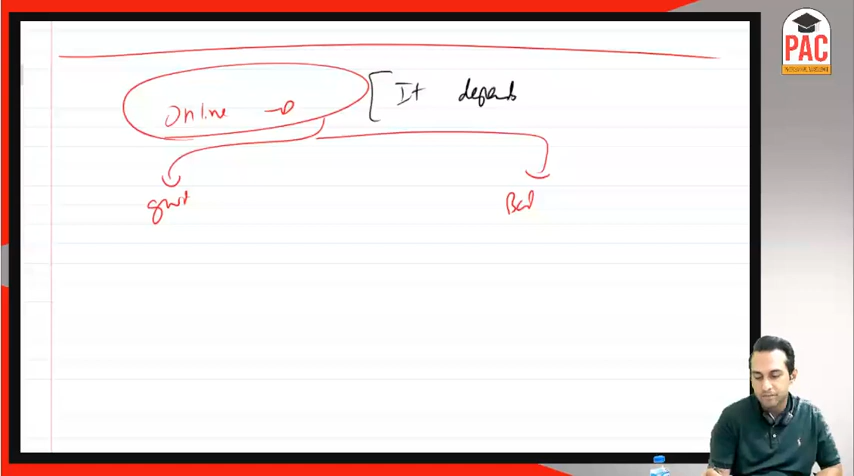 PAC
Online → It depends
Good Bad